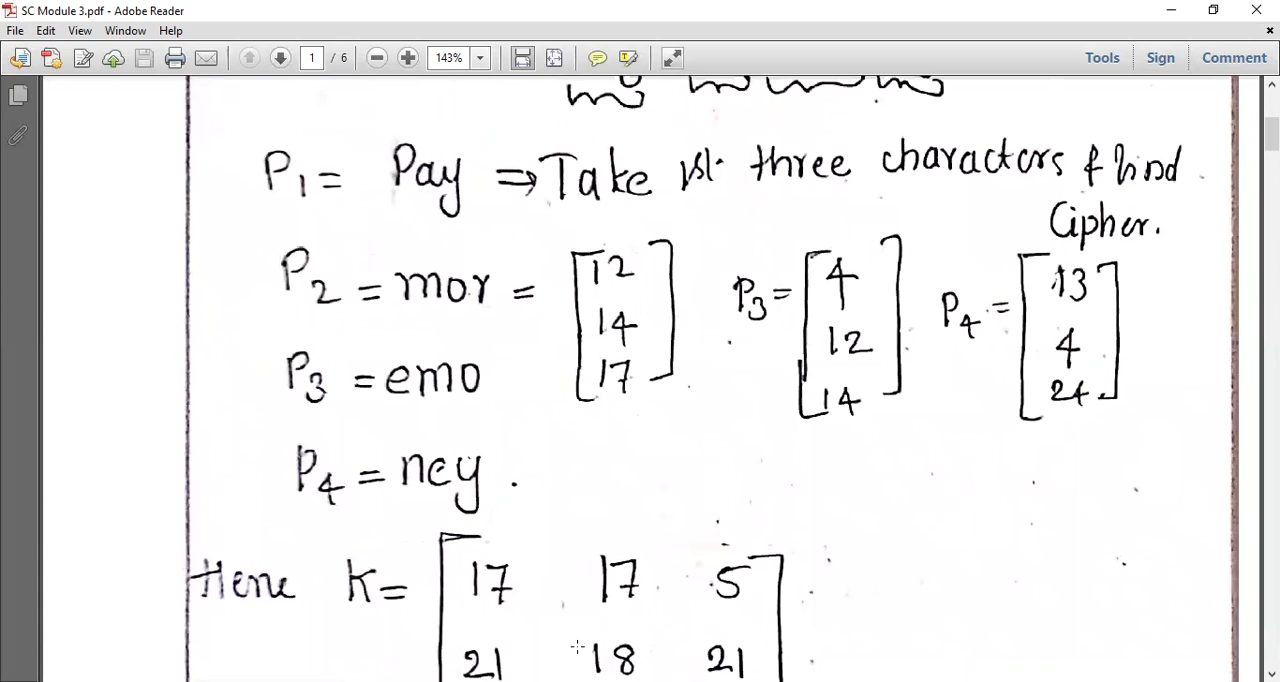 SC Module 3.pdf - Adobe Reader
File Edit View Window Help
1 / 6 143% Tools Sign Comment
P1 = Pay ⇒ Take 1st three charactors & find
Cipher.
P2 = mor = [12 14 17] P3 = [4 12 14] P4 = [13 4 24]
P3 = emo
P4 = ney .
Here K = [17 17 5
21 18 21